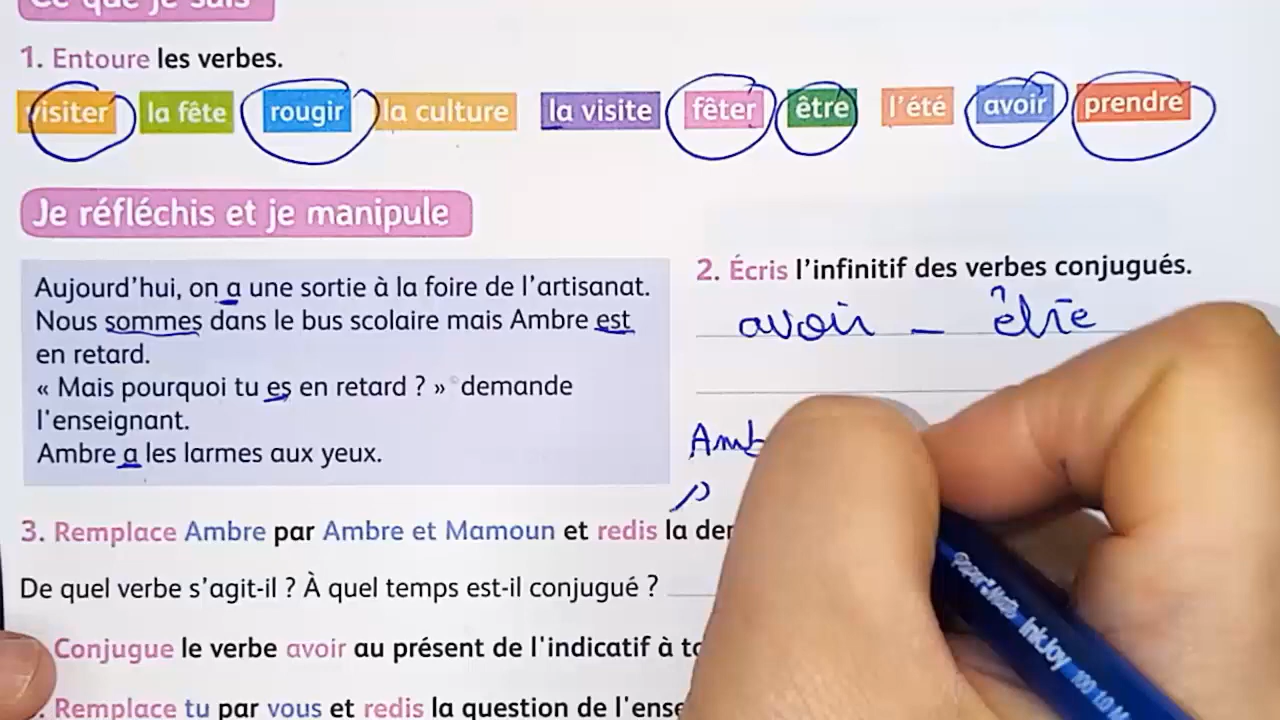 Ce que je sais
1. Entoure les verbes.
visiter la fête rougir la culture la visite fêter être l'été avoir prendre
Je réfléchis et je manipule
Aujourd'hui, on a une sortie à la foire de l'artisanat.
Nous sommes dans le bus scolaire mais Ambre est
en retard.
« Mais pourquoi tu es en retard ? » demande
l'enseignant.
Ambre a les larmes aux yeux.
2. Écris l'infinitif des verbes conjugués.
avoir – être
Amb
3. Remplace Ambre par Ambre et Mamoun et redis la der
De quel verbe s'agit-il ? À quel temps est-il conjugué ?
Conjugue le verbe avoir au présent de l'indicatif à to
Remplace tu par vous et redis la question de l'ense
PaperMate InkJoy 100 1.0 M